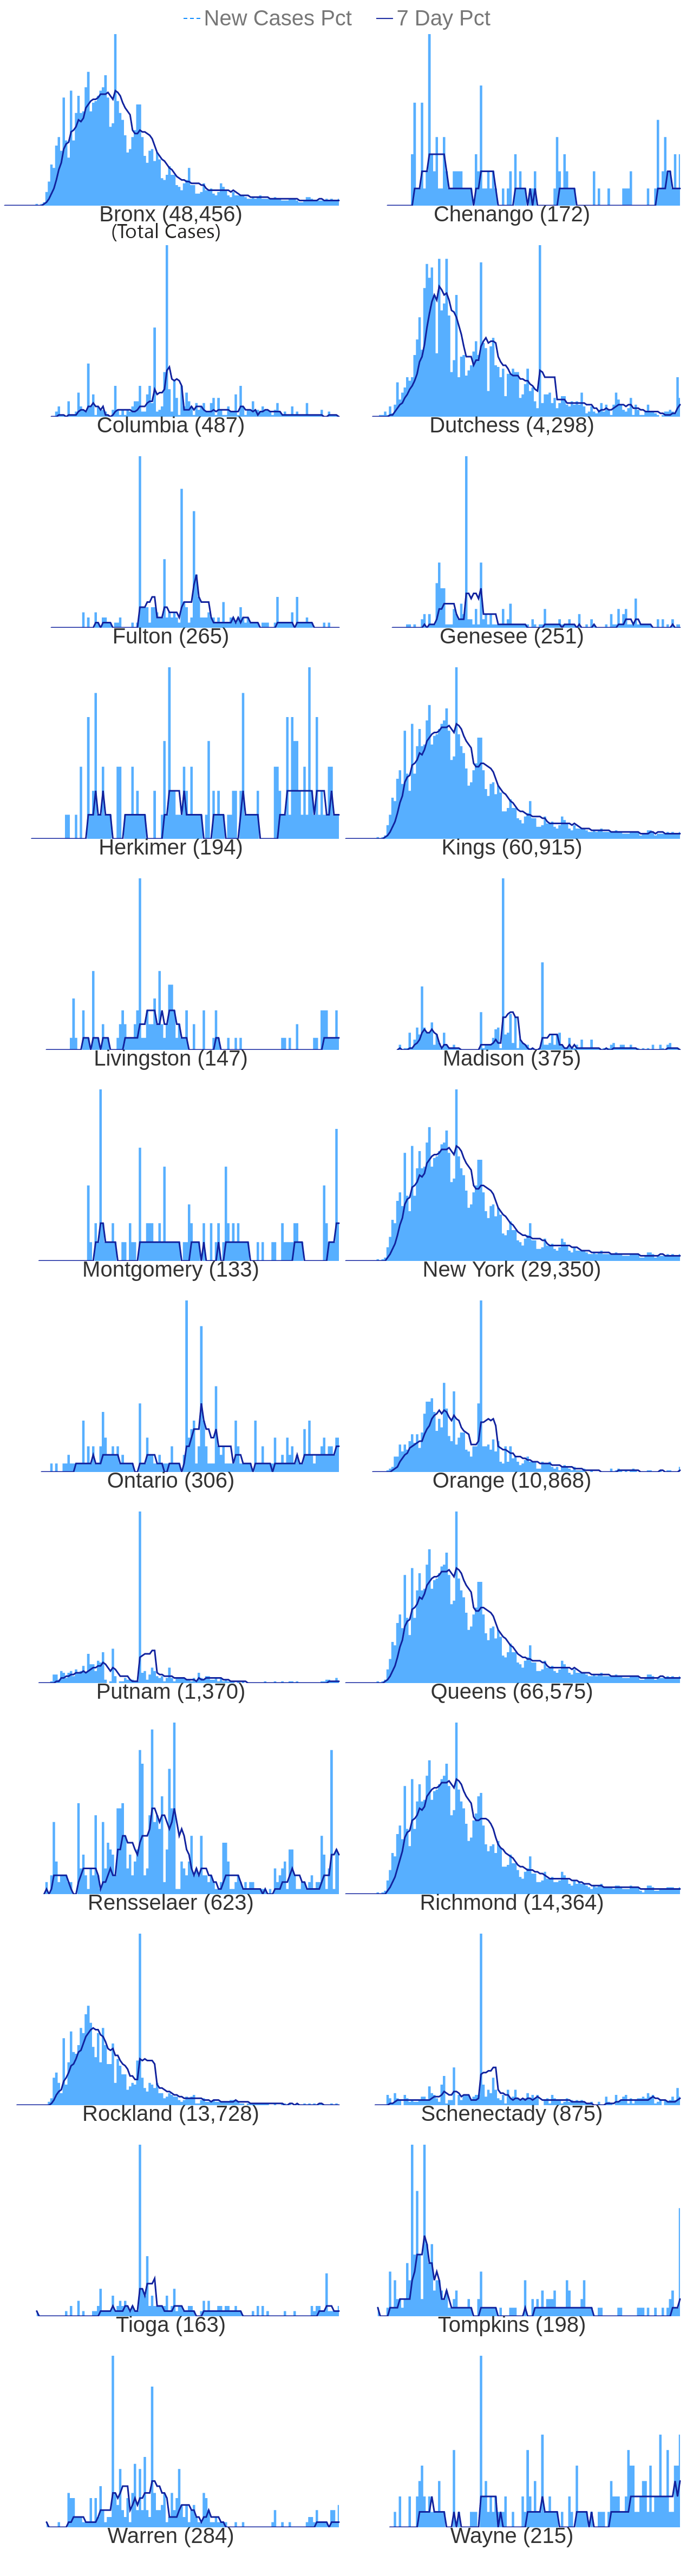 New Cases Pct 7 Day Pct
Bronx (48,456) Chenango (172)
(Total Cases)
Columbia (487) Dutchess (4,298)
Fulton (265) Genesee (251)
Herkimer (194) Kings (60,915)
Livingston (147) Madison (375)
Montgomery (133) New York (29,350)
Ontario (306) Orange (10,868)
Putnam (1,370) Queens (66,575)
Rensselaer (623) Richmond (14,364)
Rockland (13,728) Schenectady (875)
Tioga (163) Tompkins (198)
Warren (284) Wayne (215)